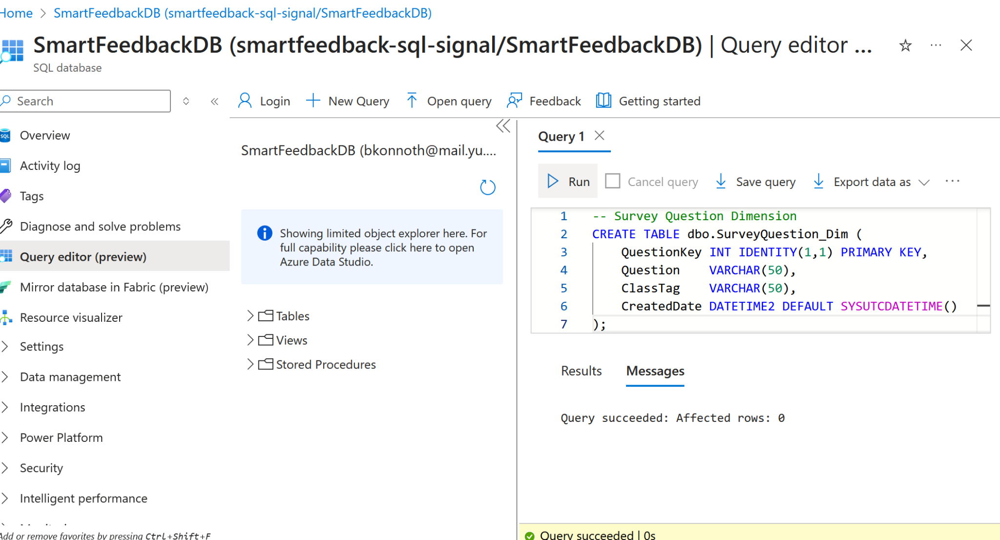 Home > SmartFeedbackDB (smartfeedback-sql-signal/SmartFeedbackDB)
SmartFeedbackDB (smartfeedback-sql-signal/SmartFeedbackDB) | Query editor ...
SQL database
Search
Login
New Query
Open query
Feedback
Getting started
SQL
Overview
Activity log
Tags
Diagnose and solve problems
Query editor (preview)
Mirror database in Fabric (preview)
Resource visualizer
Settings
Data management
Integrations
Power Platform
Security
Intelligent performance
Add or remove favorites by pressing Ctrl+Shift+F
SmartFeedbackDB (bkonnoth@mail.yu....
Showing limited object explorer here. For
full capability please click here to open
Azure Data Studio.
Tables
Views
Stored Procedures
Query 1
Run
Cancel query
Save query
Export data as
1 -- Survey Question Dimension
2 CREATE TABLE dbo.SurveyQuestion_Dim (
3 QuestionKey INT IDENTITY(1,1) PRIMARY KEY,
4 Question VARCHAR(50),
5 ClassTag VARCHAR(50),
6 CreatedDate DATETIME2 DEFAULT SYSUTCDATETIME()
7 );
Results
Messages
Query succeeded: Affected rows: 0
Query succeeded | 0s